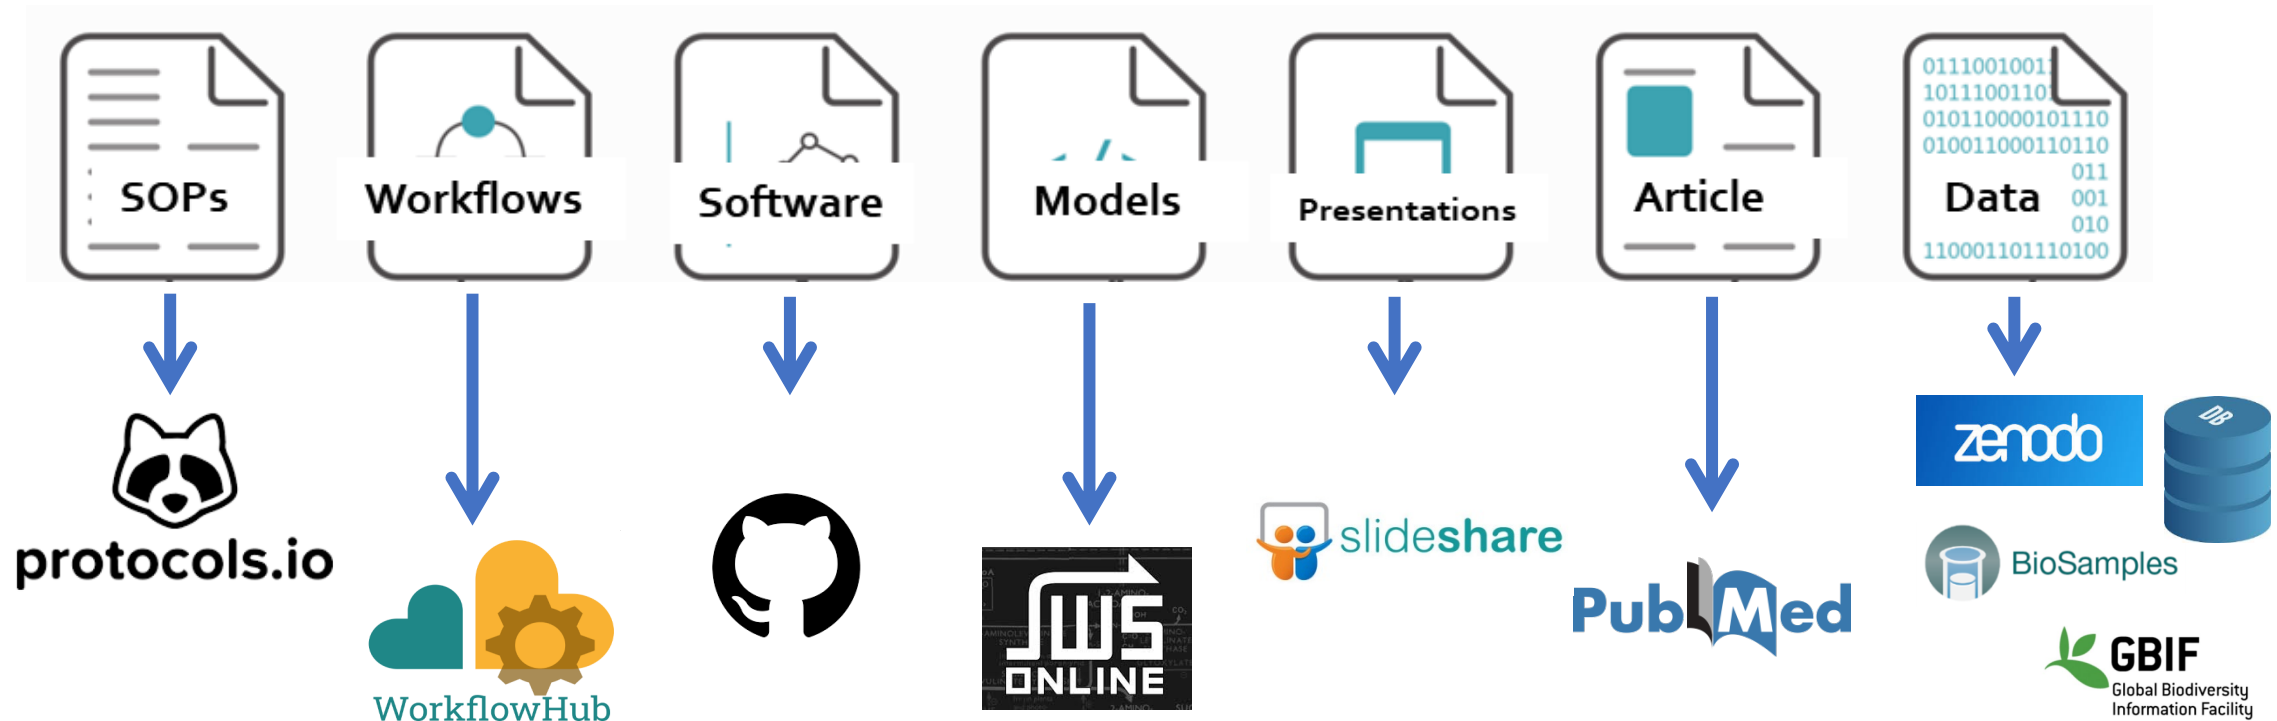 SOPs
Workflows
Software
Models
Presentations
Article
Data
01110010011
1011100110
010110000101110
010011000110110
011
001
010
110001101110100
protocols.io
WorkflowHub
JWS
ONLINE
slideshare
PubMed
zenodo
DB
BioSamples
GBIF
Global Biodiversity
Information Facility